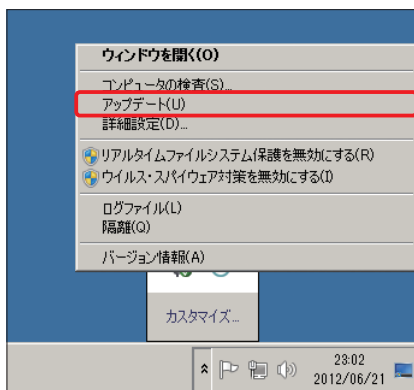 ウィンドウを開く(O)
コンピュータの検査(S)...
アップデート(U)
詳細設定(D)...
リアルタイムファイルシステム保護を無効にする(R)
ウイルス・スパイウェア対策を無効にする(I)
ログファイル(L)
隔離(Q)
バージョン情報(A)
カスタマイズ...
23:02
2012/06/21